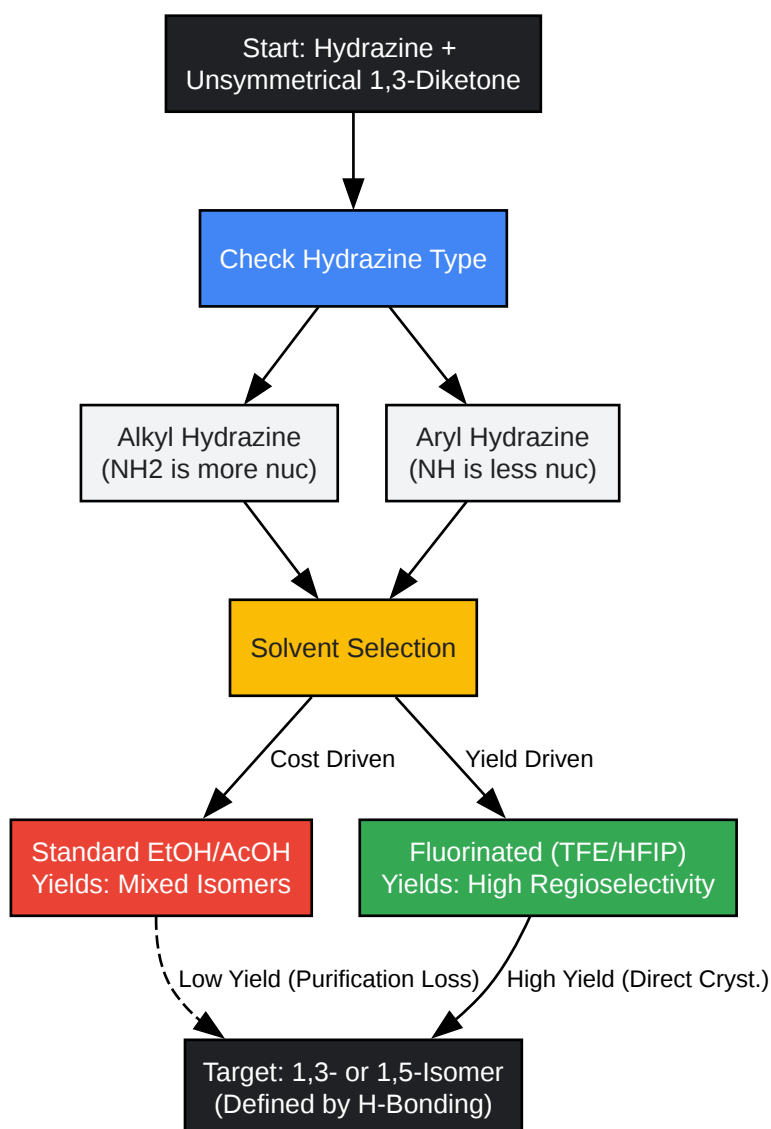 Start: Hydrazine +
Unsymmetrical 1,3-Diketone
Check Hydrazine Type
Alkyl Hydrazine
(NH2 is more nuc)
Aryl Hydrazine
(NH is less nuc)
Solvent Selection
Cost Driven
Yield Driven
Standard EtOH/AcOH
Yields: Mixed Isomers
Fluorinated (TFE/HFIP)
Yields: High Regioselectivity
Low Yield (Purification Loss)
High Yield (Direct Cryst.)
Target: 1,3- or 1,5-Isomer
(Defined by H-Bonding)